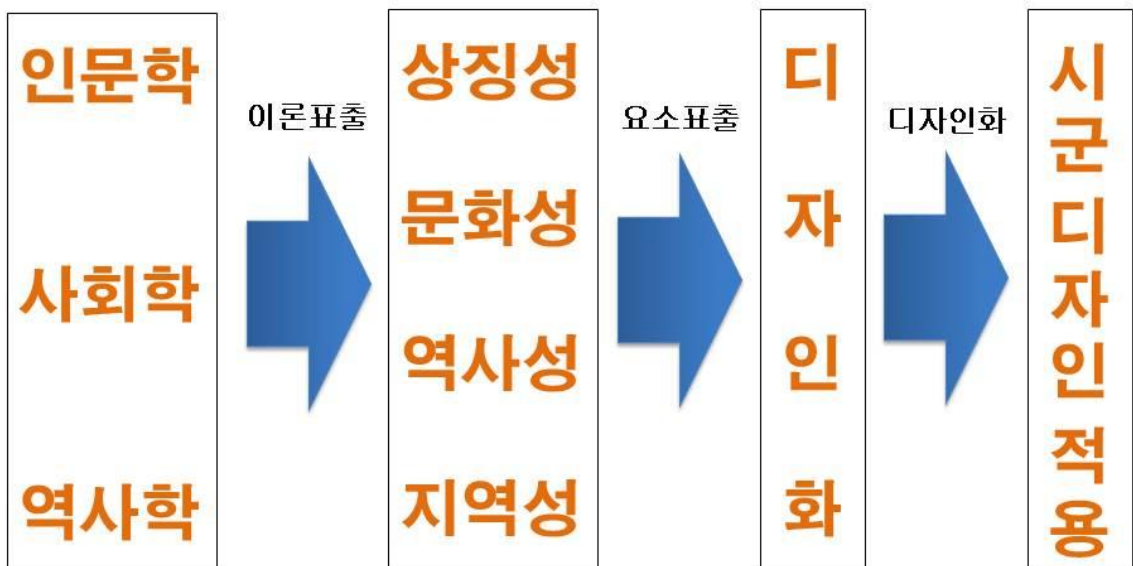 인문학
사회학
역사학
이론표출
상징성
문화성
역사성
지역성
요소표출
디자인화
디자인화
시군디자인적용